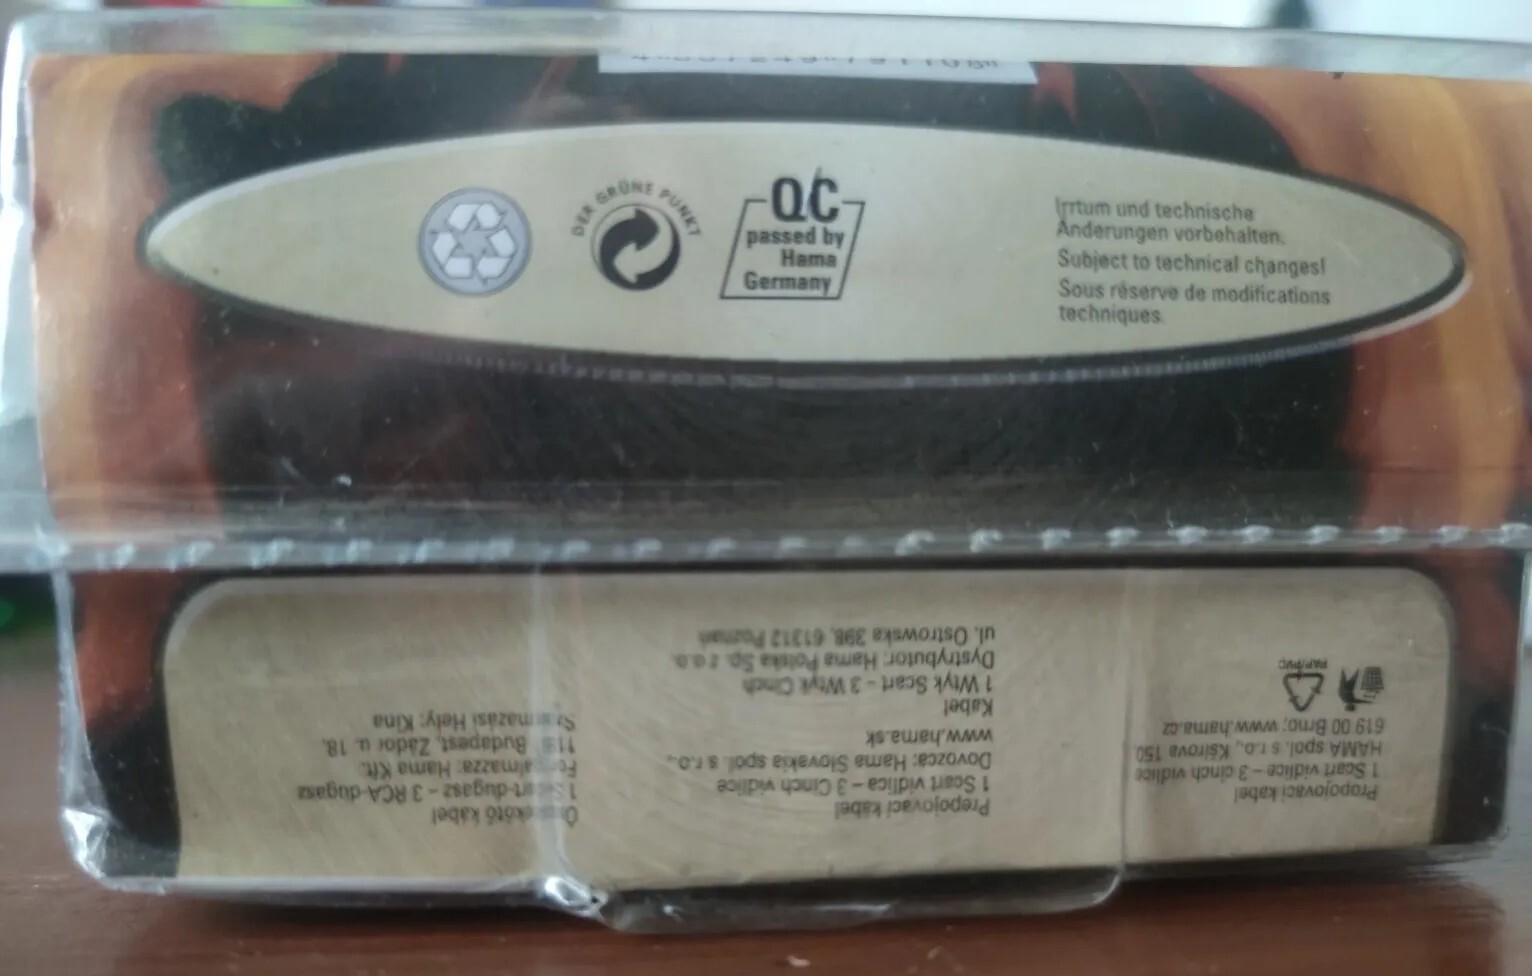 DER GRÜNE PUNKT
QC
passed by
Hama
Germany
Irrtum und technische
Änderungen vorbehalten.
Subject to technical changes!
Sous réserve de modifications
techniques.
Propojovací kabel
1 Scart vidlice – 3 cinch vidlice
HAMA spol. s r.o., Kšírova 150
619 00 Brno; www.hama.cz
PAP/PVC
Prepojovací kábel
1 Scart vidlica – 3 Cinch vidlice
Dovozca: Hama Slovakia spol. s r.o.,
www.hama.sk
Kabel
1 Wtyk Scart – 3 Wtyk Cinch
Dystrybutor: Hama Polska Sp. z o.o.
ul. Ostrowska 398, 61312 Poznań
Összekötő kábel
1 Scart-dugasz – 3 RCA-dugasz
Forgalmazza: Hama Kft.
Budapest, Zádor u. 18.
Származási Hely: Kína